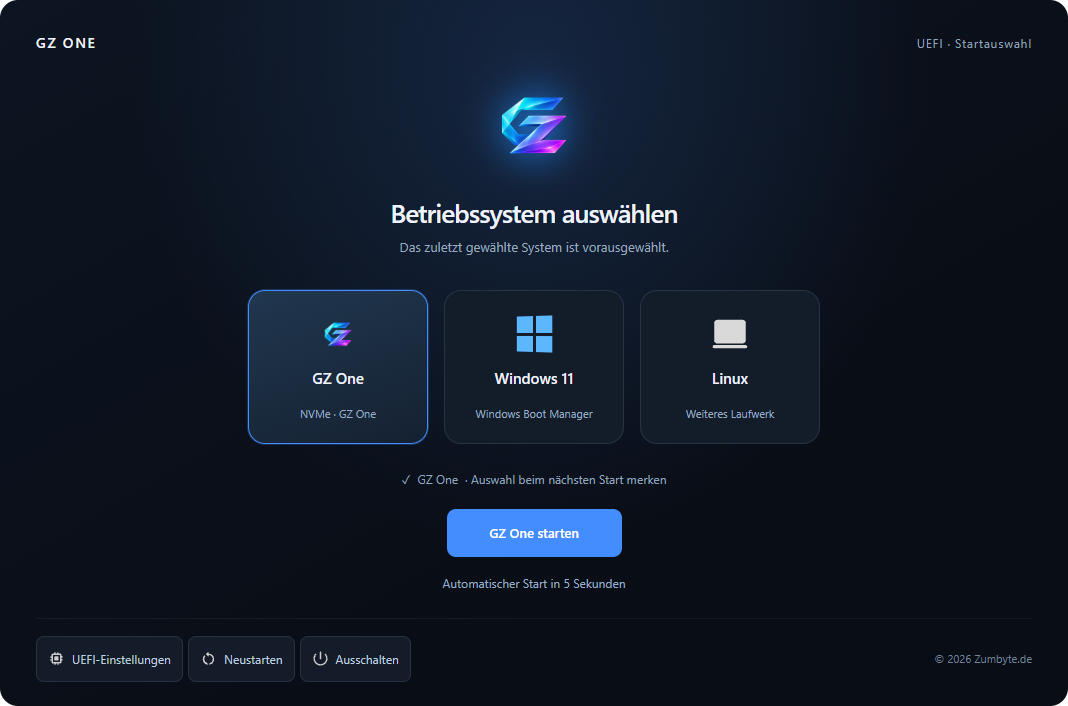 GZ ONE
UEFI · Startauswahl
Betriebssystem auswählen
Das zuletzt gewählte System ist vorausgewählt.
GZ One
NVMe · GZ One
Windows 11
Windows Boot Manager
Linux
Weiteres Laufwerk
✓ GZ One · Auswahl beim nächsten Start merken
GZ One starten
Automatischer Start in 5 Sekunden
UEFI-Einstellungen
Neustarten
Ausschalten
© 2026 Zumbyte.de